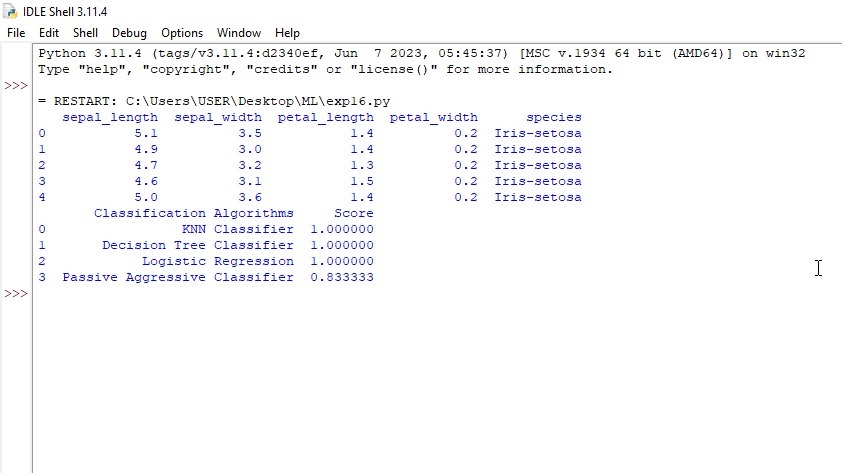 IDLE Shell 3.11.4
File Edit Shell Debug Options Window Help
Python 3.11.4 (tags/v3.11.4:d2340ef, Jun  7 2023, 05:45:37) [MSC v.1934 64 bit (AMD64)] on win32
Type "help", "copyright", "credits" or "license()" for more information.
>>>
= RESTART: C:\Users\USER\Desktop\ML\exp16.py
   sepal_length  sepal_width  petal_length  petal_width      species
0           5.1          3.5           1.4          0.2  Iris-setosa
1           4.9          3.0           1.4          0.2  Iris-setosa
2           4.7          3.2           1.3          0.2  Iris-setosa
3           4.6          3.1           1.5          0.2  Iris-setosa
4           5.0          3.6           1.4          0.2  Iris-setosa
       Classification Algorithms     Score
0                 KNN Classifier  1.000000
1       Decision Tree Classifier  1.000000
2            Logistic Regression  1.000000
3  Passive Aggressive Classifier  0.833333
>>>